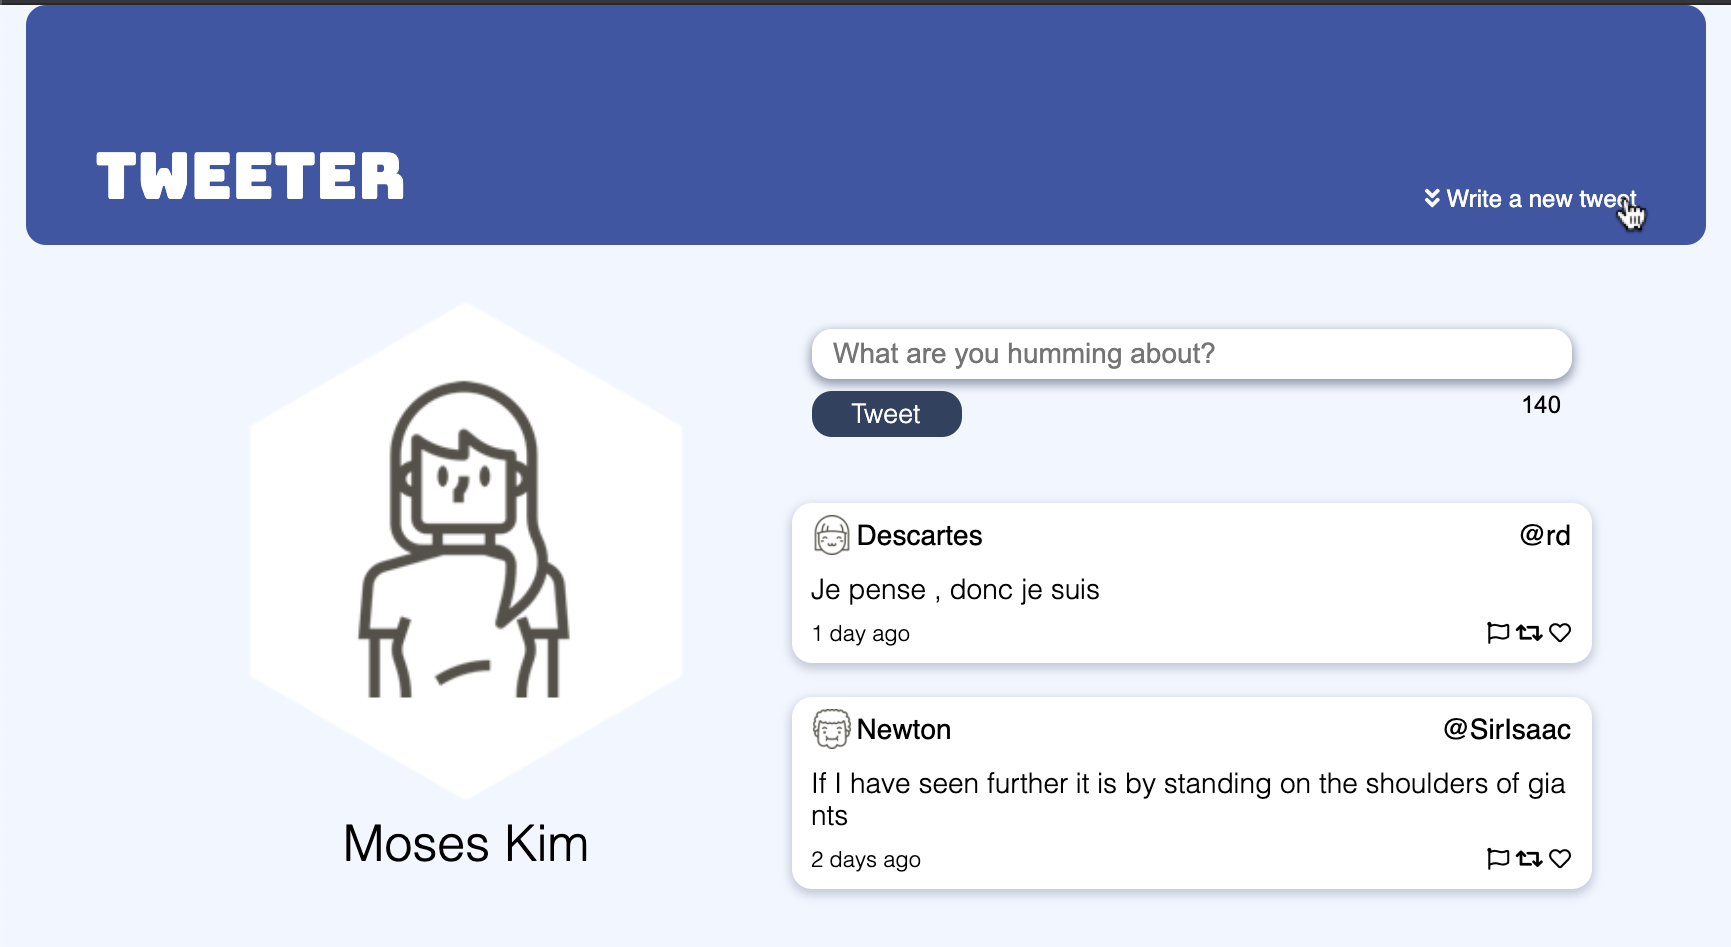 TWEETER
Write a new tweet
What are you humming about?
Tweet
140
Descartes
@rd
Je pense , donc je suis
1 day ago
Newton
@SirIsaac
If I have seen further it is by standing on the shoulders of gia
nts
2 days ago
Moses Kim